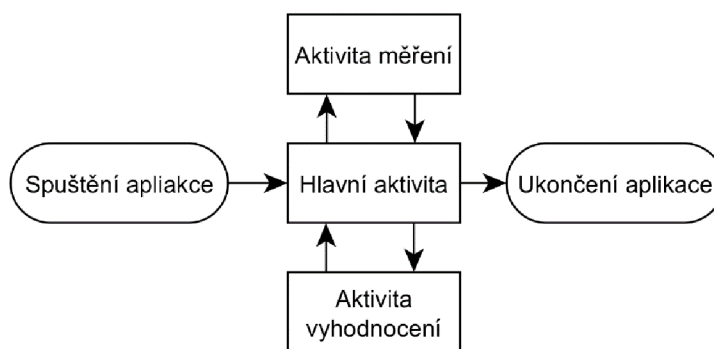 Aktivita měření
Spuštění apliakce
Hlavní aktivita
Ukončení aplikace
Aktivita
vyhodnocení